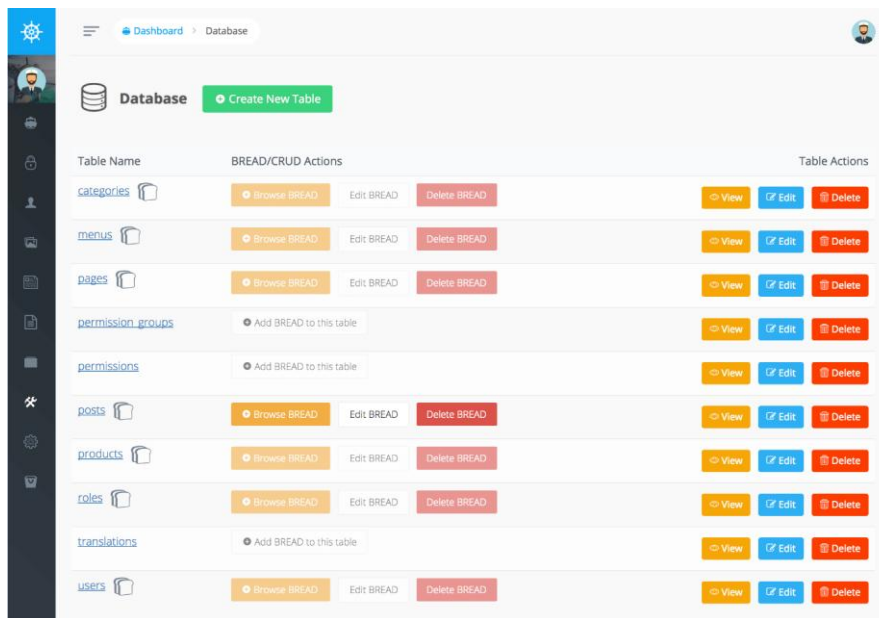 Dashboard > Database
Database Create New Table
Table Name BREAD/CRUD Actions Table Actions
categories Browse BREAD Edit BREAD Delete BREAD View Edit Delete
menus Browse BREAD Edit BREAD Delete BREAD View Edit Delete
pages Browse BREAD Edit BREAD Delete BREAD View Edit Delete
permission_groups Add BREAD to this table View Edit Delete
permissions Add BREAD to this table View Edit Delete
posts Browse BREAD Edit BREAD Delete BREAD View Edit Delete
products Browse BREAD Edit BREAD Delete BREAD View Edit Delete
roles Browse BREAD Edit BREAD Delete BREAD View Edit Delete
translations Add BREAD to this table View Edit Delete
users Browse BREAD Edit BREAD Delete BREAD View Edit Delete